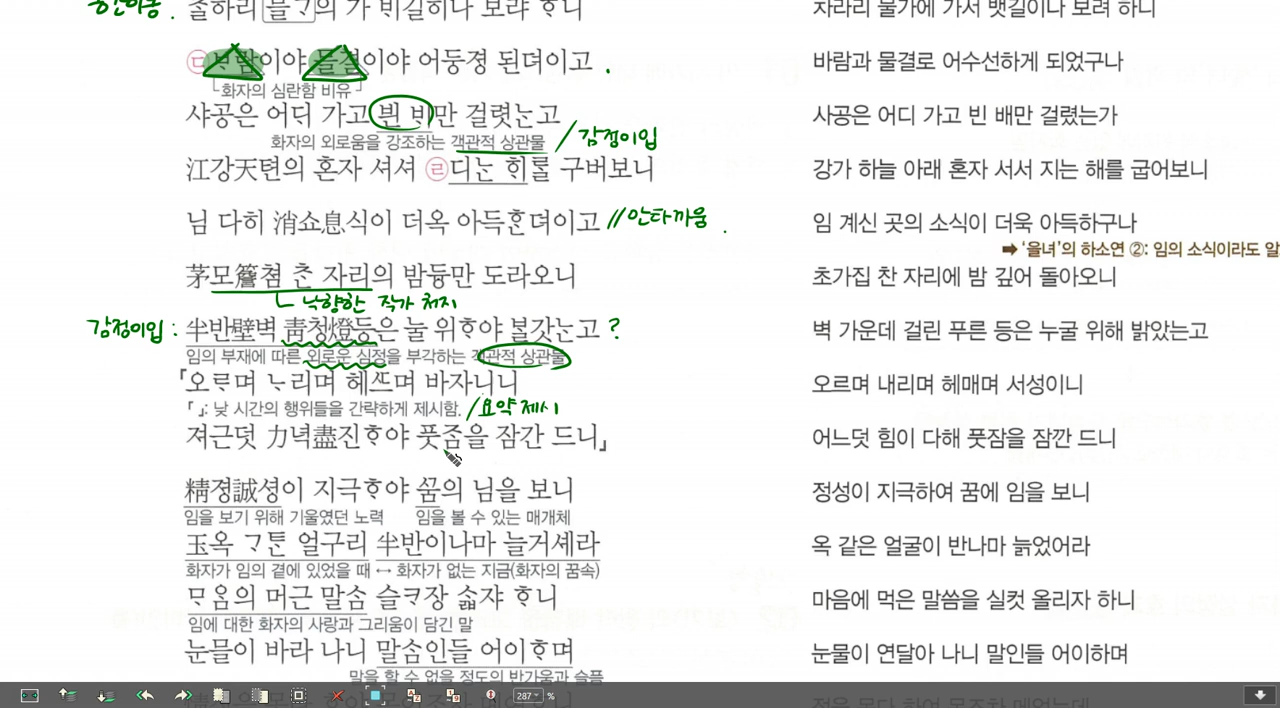 출하리 믈ᄀᆞ의 가 ᄇᆡ길히나 보랴 ᄒᆞ니 차라리 물가에 가서 뱃길이나 보려 하니
㉢ᄇᆞ람이야 믈결이야 어둥졍 된뎌이고 . 바람과 물결로 어수선하게 되었구나
화자의 심란함 비유
샤공은 어ᄃᆡ 가고 뷘 ᄇᆡ만 걸렷ᄂᆞᆫ고 사공은 어디 가고 빈 배만 걸렸는가
화자의 외로움을 강조하는 객관적 상관물 / 감정이입
江강天텬의 혼자 셔셔 ㉣디ᄂᆞᆫ ᄒᆡᄅᆞᆯ 구버보니 강가 하늘 아래 혼자 서서 지는 해를 굽어보니
님 다히 消쇼息식이 더옥 아득ᄒᆞᆫ뎌이고 // 안타까움 . 임 계신 곳의 소식이 더욱 아득하구나
➡ '을녀'의 하소연 ②: 임의 소식이라도 알
茅모簷쳠 ᄎᆞᆫ 자리의 밤듕만 도라오니 초가집 찬 자리에 밤 깊어 돌아오니
낙향한 작가 처지
감정이입 : 半반壁벽 靑쳥燈등은 눌 위ᄒᆞ야 ᄇᆞᆯ갓ᄂᆞᆫ고 ? 벽 가운데 걸린 푸른 등은 누굴 위해 밝았는고
임의 부재에 따른 외로운 심정을 부각하는 객관적 상관물
『오ᄅᆞ며 ᄂᆞ리며 헤ᄯᅳ며 바자니니 오르며 내리며 헤매며 서성이니
『 』: 낮 시간의 행위들을 간략하게 제시함. / 요약 제시
져근덧 力녁盡진ᄒᆞ야 픗ᄌᆞᆷ을 잠간 드니』 어느덧 힘이 다해 풋잠을 잠깐 드니
精졍誠셩이 지극ᄒᆞ야 ᄭᅮᆷ의 님을 보니 정성이 지극하여 꿈에 임을 보니
임을 보기 위해 기울였던 노력 임을 볼 수 있는 매개체
玉옥 ᄀᆞᄐᆞᆫ 얼구리 半반이나마 늘거셰라 옥 같은 얼굴이 반나마 늙었어라
화자가 임의 곁에 있었을 때 ↔ 화자가 없는 지금(화자의 꿈속)
ᄆᆞᄋᆞᆷ의 머근 말ᄉᆞᆷ 슬ᄏᆞ장 ᄉᆞᆲ쟈 ᄒᆞ니 마음에 먹은 말씀을 실컷 올리자 하니
임에 대한 화자의 사랑과 그리움이 담긴 말
눈믈이 바라 나니 말ᄉᆞᆷ인들 어이ᄒᆞ며 눈물이 연달아 나니 말인들 어이하며
말을 할 수 없을 정도의 반가움과 슬픔
287 %